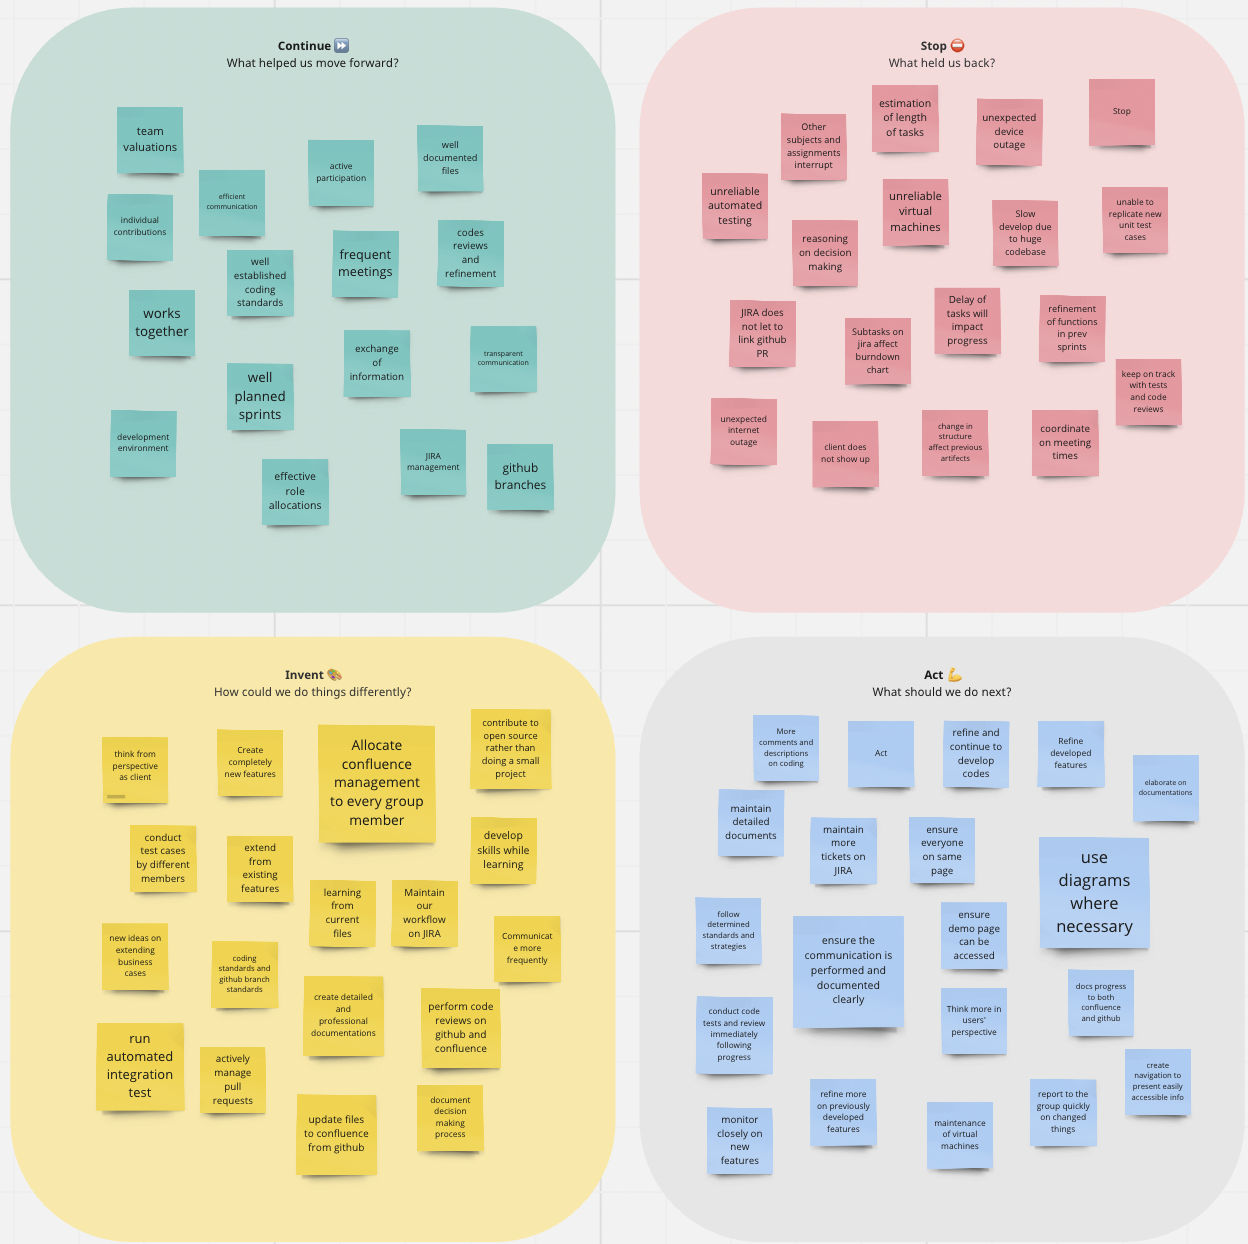 Continue ⏩
What helped us move forward?
team
valuations
efficient
communication
active
participation
well
documented
files
individual
contributions
well
established
coding
standards
frequent
meetings
codes
reviews
and
refinement
works
together
exchange
of
information
transparent
communication
well
planned
sprints
development
environment
effective
role
allocations
JIRA
management
github
branches
Stop ⛔
What held us back?
Other
subjects and
assignments
interrupt
estimation
of length
of tasks
unexpected
device
outage
Stop
unreliable
automated
testing
reasoning
on decision
making
unreliable
virtual
machines
Slow
develop due
to huge
codebase
unable to
replicate new
unit test
cases
JIRA does
not let to
link github
PR
Subtasks on
jira affect
burndown
chart
Delay of
tasks will
impact
progress
refinement
of functions
in prev
sprints
keep on track
with tests
and code
reviews
unexpected
internet
outage
client does
not show up
change in
structure
affect previous
artifects
coordinate
on meeting
times
Invent 🎨
How could we do things differently?
think from
perspective
as client
Create
completely
new features
Allocate
confluence
management
to every group
member
contribute to
open source
rather than
doing a small
project
conduct
test cases
by different
members
extend
from
existing
features
develop
skills while
learning
learning
from
current
files
Maintain
our
workflow
on JIRA
new ideas on
extending
business
cases
coding
standards and
github branch
standards
Communicat
e more
frequently
create detailed
and
professional
documentations
perform code
reviews on
github and
confluence
run
automated
integration
test
actively
manage
pull
requests
update files
to confluence
from github
document
decision
making
process
Act 💪
What should we do next?
More
comments and
descriptions
on coding
Act
refine and
continue to
develop
codes
Refine
developed
features
elaborate on
documentations
maintain
detailed
documents
maintain
more
tickets on
JIRA
ensure
everyone
on same
page
use
diagrams
where
necessary
follow
determined
standards and
strategies
ensure the
communication is
performed and
documented
clearly
ensure
demo page
can be
accessed
conduct code
tests and review
immediately
following
progress
Think more in
users'
perspective
docs progress
to both
confluence
and github
create
navigation to
present easily
accessible info
monitor
closely on
new
features
refine more
on previously
developed
features
maintenance
of virtual
machines
report to the
group quickly
on changed
things